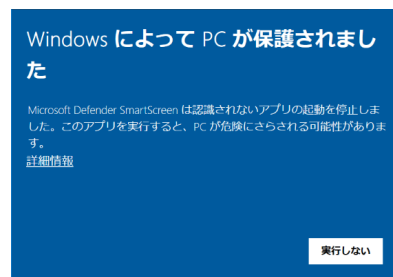 Windows によって PC が保護されまし
た
Microsoft Defender SmartScreen は認識されないアプリの起動を停止しま
した。このアプリを実行すると、PC が危険にさらされる可能性がありま
す。
詳細情報
実行しない